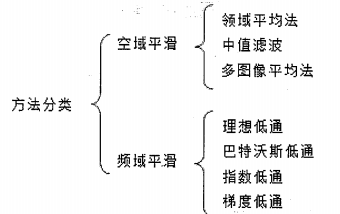 方法分类
空域平滑
领域平均法
中值滤波
多图像平均法
频域平滑
理想低通
巴特沃斯低通
指数低通
梯度低通